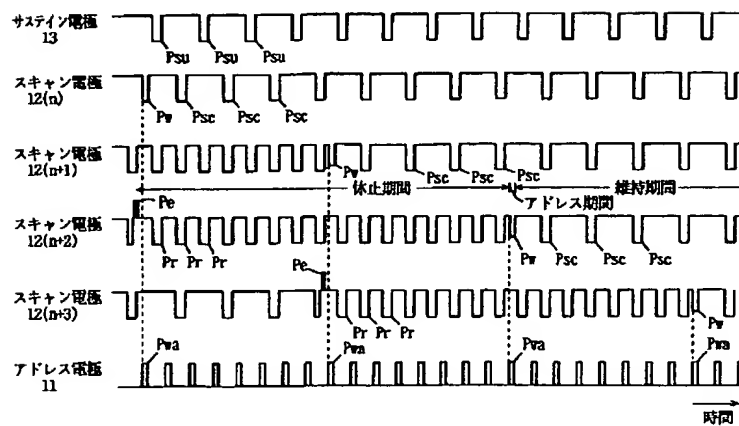 サステイン電極
13
Psu Psu Psu
スキャン電極
12(n)
Pw Psc Psc Psc
スキャン電極
12(n+1)
Pw Psc Psc Psc
休止期間 維持期間
アドレス期間
Pe
スキャン電極
12(n+2)
Pr Pr Pr Pw Psc Psc Psc
Pe
スキャン電極
12(n+3)
Pr Pr Pr Pw
アドレス電極
11
Pwa Pwa Pwa Pwa
時間